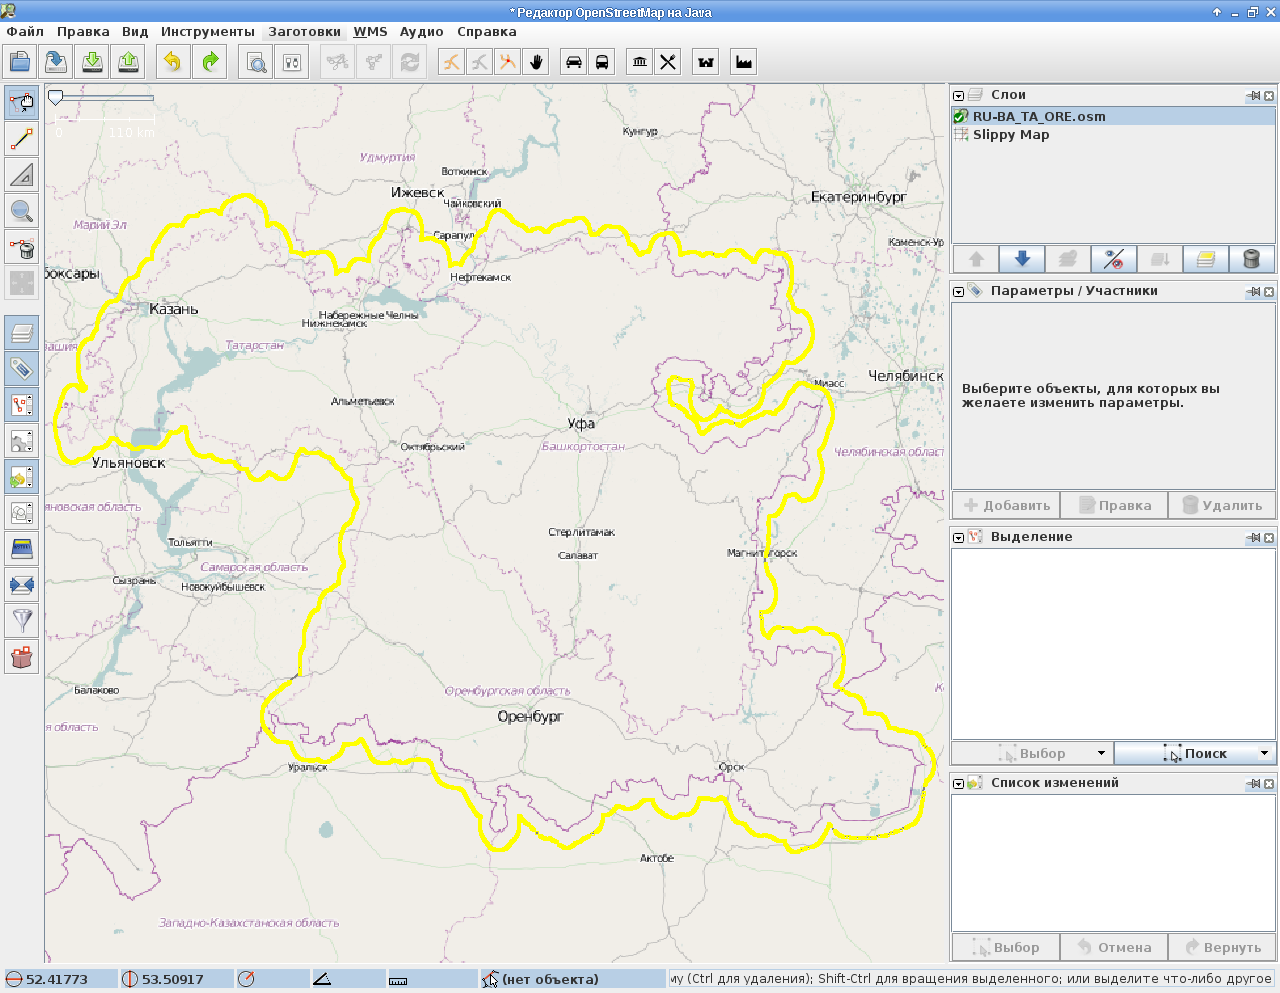 * Редактор OpenStreetMap на Java
Файл Правка Вид Инструменты Заготовки WMS Аудио Справка
0 110 km
Кунгур
Удмуртия
Воткинск
Ижевск
Чайковский
Екатеринбург
Марий Эл
Сарапул
Каменск-Ур
боксары
Нефтекамск
Казань
Набережные Челны
Нижнекамск
Татарстан
Миасс
Челябинск
Альметьевск
Уфа
Октябрьский
Башкортостан
Челябинская област
Ульяновск
яновская область
Стерлитамак
Тольятти
Салават
Магнитогорск
Самарская область
Сызрань
Новокуйбышевск
Балаково
Оренбургская область
Оренбург
я область
Уральск
Орск
Актобе
Западно-Казахстанская область
Слои
RU-BA_TA_ORE.osm
Slippy Map
Параметры / Участники
Выберите объекты, для которых вы
желаете изменить параметры.
Добавить Правка Удалить
Выделение
Выбор Поиск
Список изменений
Выбор Отмена Вернуть
52.41773 53.50917 (нет объекта) му (Ctrl для удаления); Shift-Ctrl для вращения выделенного; или выделите что-либо другое